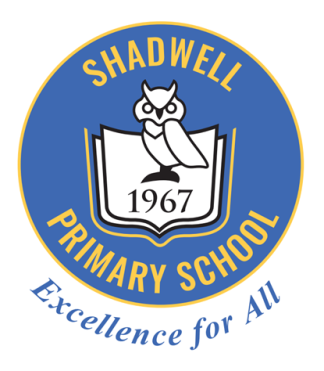 SHADWELL
1967
PRIMARY SCHOOL
Excellence for All